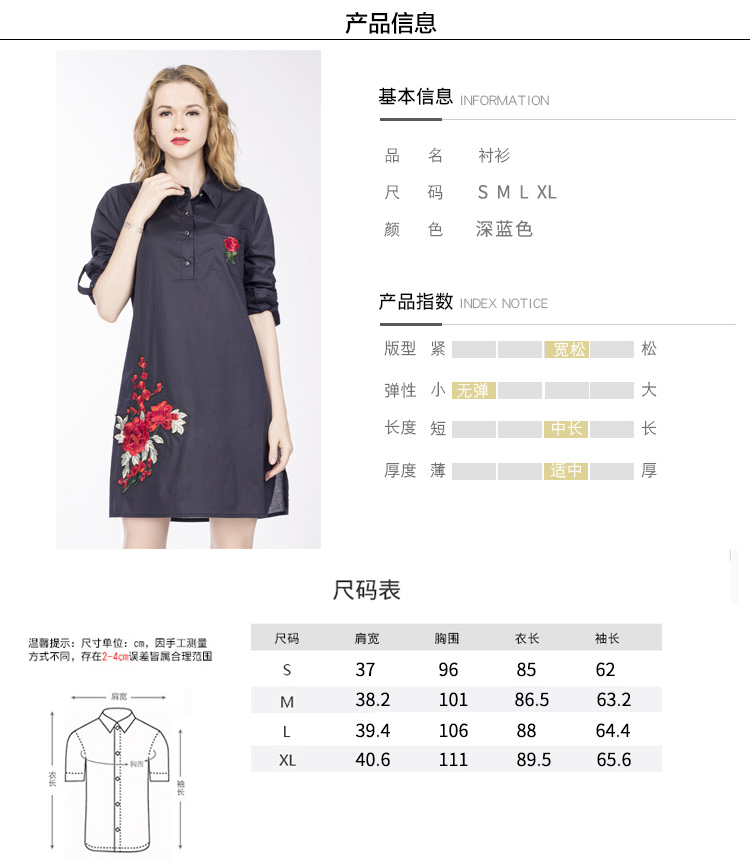 产品信息
基本信息 INFORMATION
品 名 衬衫
尺 码 S M L XL
颜 色 深蓝色
产品指数 INDEX NOTICE
版型 紧 宽松 松
弹性 小 无弹 大
长度 短 中长 长
厚度 薄 适中 厚
尺码表
温馨提示：尺寸单位：cm，因手工测量
方式不同，存在2-4cm误差皆属合理范围
尺码 肩宽 胸围 衣长 袖长
S 37 96 85 62
M 38.2 101 86.5 63.2
L 39.4 106 88 64.4
XL 40.6 111 89.5 65.6
肩宽
胸围
衣长
袖长